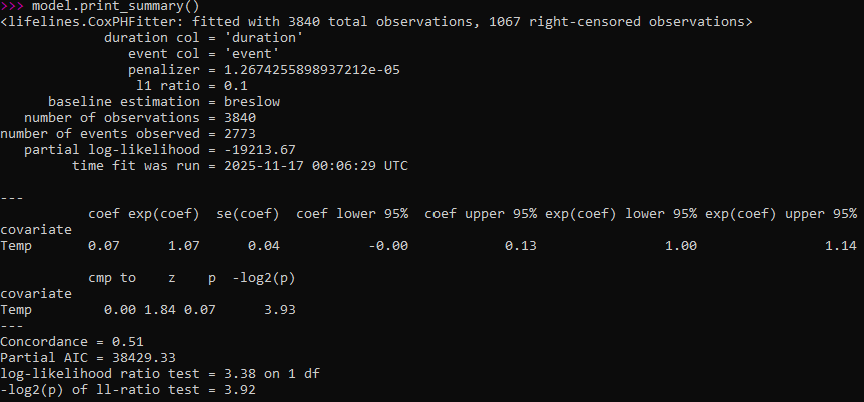 >>> model.print_summary()
<lifelines.CoxPHFitter: fitted with 3840 total observations, 1067 right-censored observations>
             duration col = 'duration'
                event col = 'event'
                penalizer = 1.2674255898937212e-05
                 l1 ratio = 0.1
      baseline estimation = breslow
   number of observations = 3840
number of events observed = 2773
   partial log-likelihood = -19213.67
         time fit was run = 2025-11-17 00:06:29 UTC
---
           coef exp(coef)  se(coef)  coef lower 95%  coef upper 95% exp(coef) lower 95% exp(coef) upper 95%
covariate
Temp       0.07      1.07      0.04           -0.00            0.13                1.00                1.14
           cmp to    z    p  -log2(p)
covariate
Temp         0.00 1.84 0.07      3.93
---
Concordance = 0.51
Partial AIC = 38429.33
log-likelihood ratio test = 3.38 on 1 df
-log2(p) of ll-ratio test = 3.92